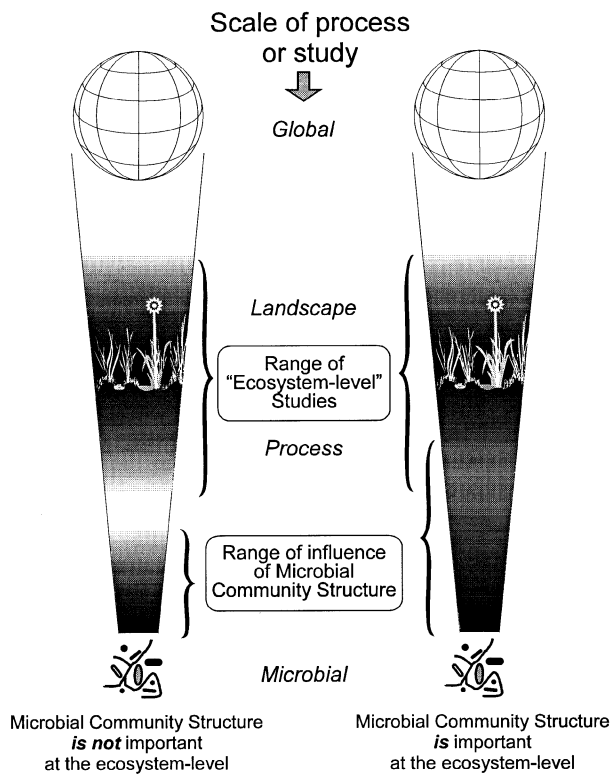 Scale of process
or study
Global
Landscape
Range of
“Ecosystem-level”
Studies
Process
Range of influence
of Microbial
Community Structure
Microbial
Microbial Community Structure
is not important
at the ecosystem-level
Microbial Community Structure
is important
at the ecosystem-level